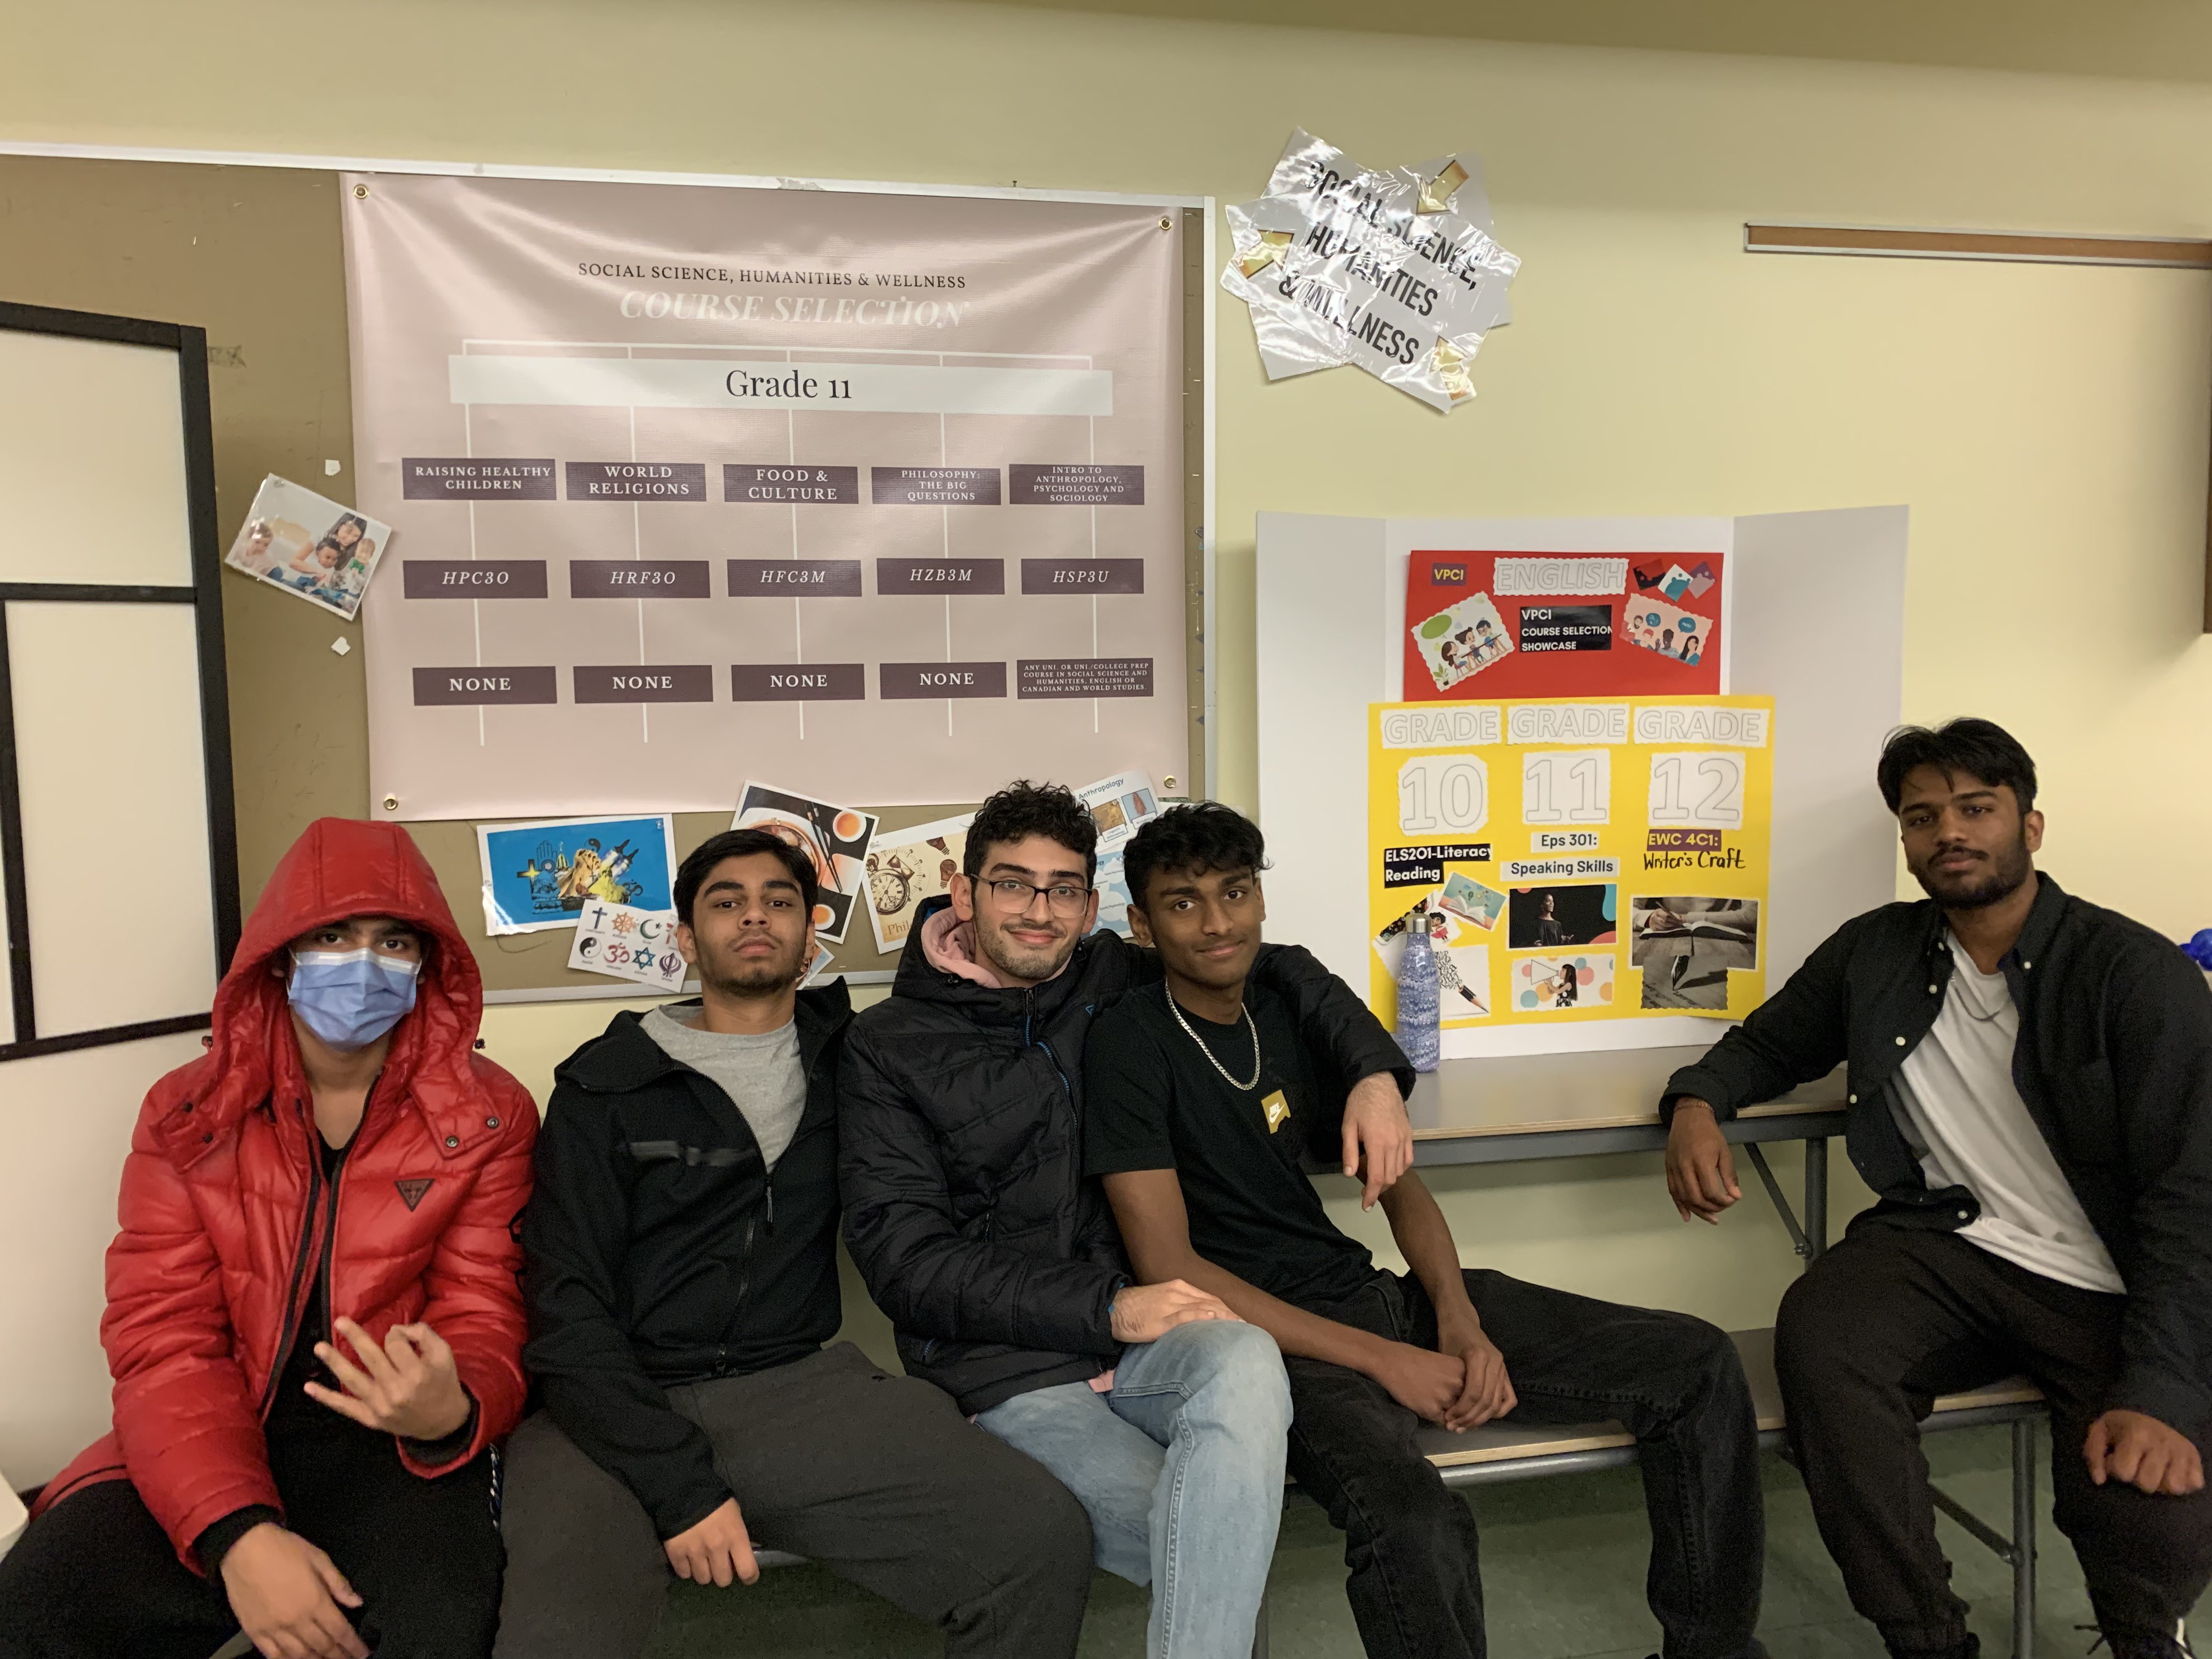 SOCIAL SCIENCE, HUMANITIES & WELLNESS
COURSE SELECTION
Grade 11
RAISING HEALTHY
CHILDREN
WORLD
RELIGIONS
FOOD &
CULTURE
PHILOSOPHY:
THE BIG
QUESTIONS
INTRO TO
ANTHROPOLOGY,
PSYCHOLOGY AND
SOCIOLOGY
HPC3O
HRF3O
HFC3M
HZB3M
HSP3U
NONE
NONE
NONE
NONE
ANY UNI. OR UNI./COLLEGE PREP
COURSE IN SOCIAL SCIENCE AND
HUMANITIES, ENGLISH OR
CANADIAN AND WORLD STUDIES.
Anthropology
Phil
SOCIAL SCIENCE,
HUMANITIES
& WELLNESS
VPCI
ENGLISH
VPCI
COURSE SELECTION
SHOWCASE
GRADE
10
ELS2O1-Literacy
Reading
GRADE
11
Eps 301:
Speaking Skills
GRADE
12
EWC 4C1:
Writer's Craft